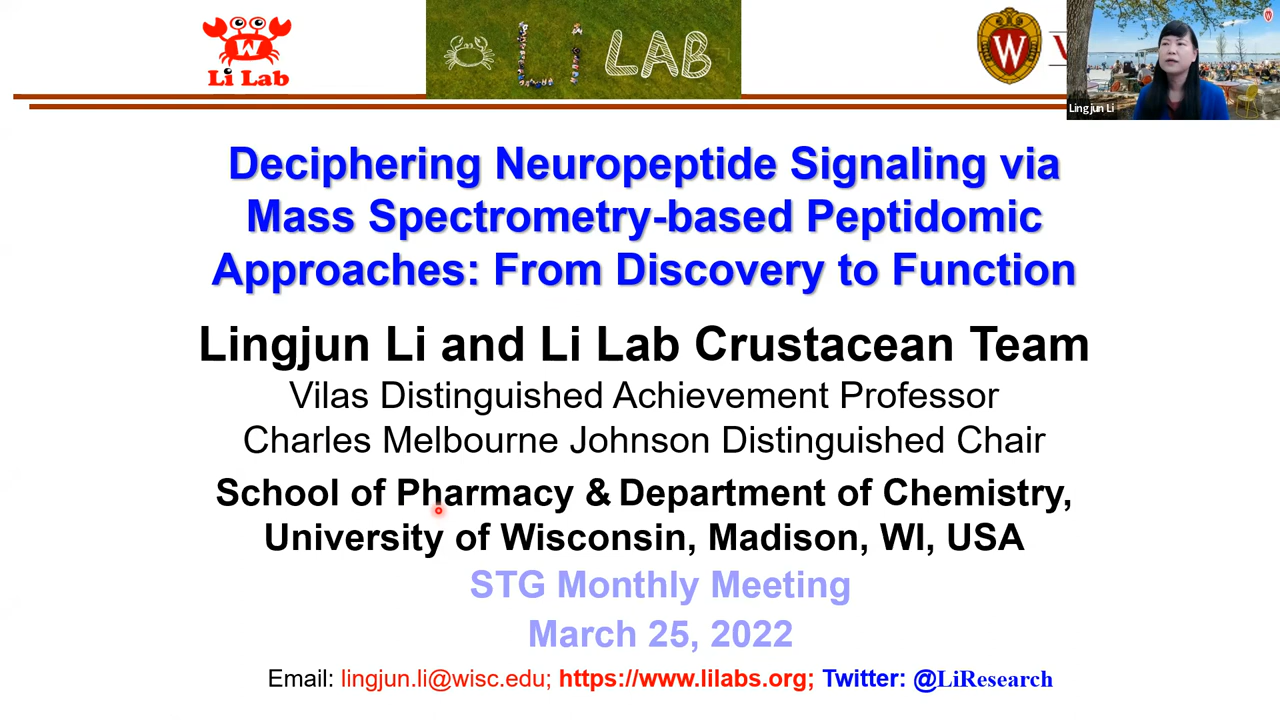 W
Li Lab
Li LAB
W
Lingjun Li
Deciphering Neuropeptide Signaling via
Mass Spectrometry-based Peptidomic
Approaches: From Discovery to Function
Lingjun Li and Li Lab Crustacean Team
Vilas Distinguished Achievement Professor
Charles Melbourne Johnson Distinguished Chair
School of Pharmacy & Department of Chemistry,
University of Wisconsin, Madison, WI, USA
STG Monthly Meeting
March 25, 2022
Email: lingjun.li@wisc.edu; https://www.lilabs.org; Twitter: @LiResearch